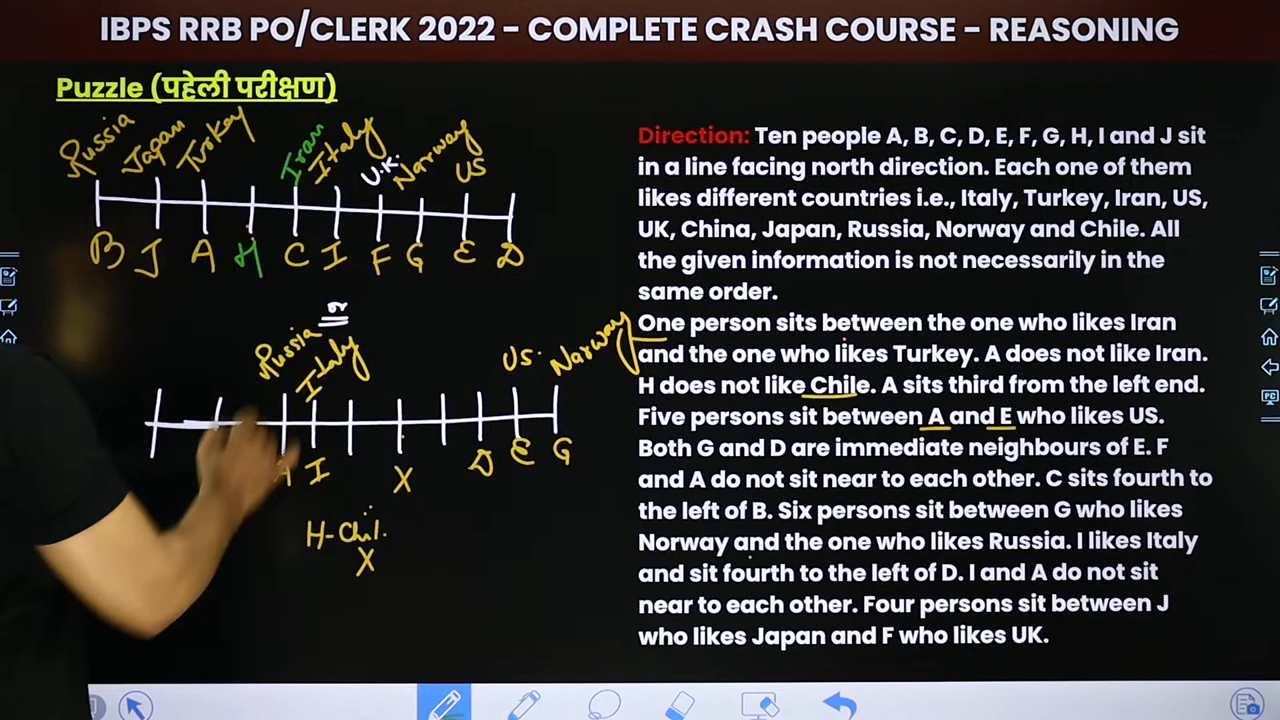 IBPS RRB PO/CLERK 2022 - COMPLETE CRASH COURSE - REASONING
Puzzle (पहेली परीक्षण)
Russia Japan Turkey Iran Italy U.K. Narway US
B J A H C I F G E D
or
Russia Italy US. Narway
I X D E G
H-Chil.
X
Direction: Ten people A, B, C, D, E, F, G, H, I and J sit
in a line facing north direction. Each one of them
likes different countries i.e., Italy, Turkey, Iran, US,
UK, China, Japan, Russia, Norway and Chile. All
the given information is not necessarily in the
same order.
One person sits between the one who likes Iran
and the one who likes Turkey. A does not like Iran.
H does not like Chile. A sits third from the left end.
Five persons sit between A and E who likes US.
Both G and D are immediate neighbours of E. F
and A do not sit near to each other. C sits fourth to
the left of B. Six persons sit between G who likes
Norway and the one who likes Russia. I likes Italy
and sit fourth to the left of D. I and A do not sit
near to each other. Four persons sit between J
who likes Japan and F who likes UK.